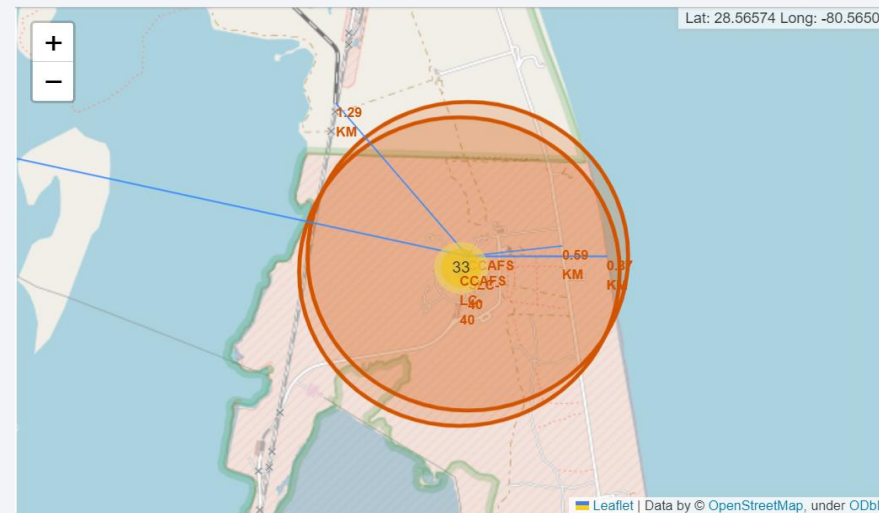 +
Lat: 28.56574 Long: -80.5650
−
1.29
KM
33
CCAFS
LC-
40
40
0.59
KM
KM
Leaflet | Data by © OpenStreetMap, under ODbl